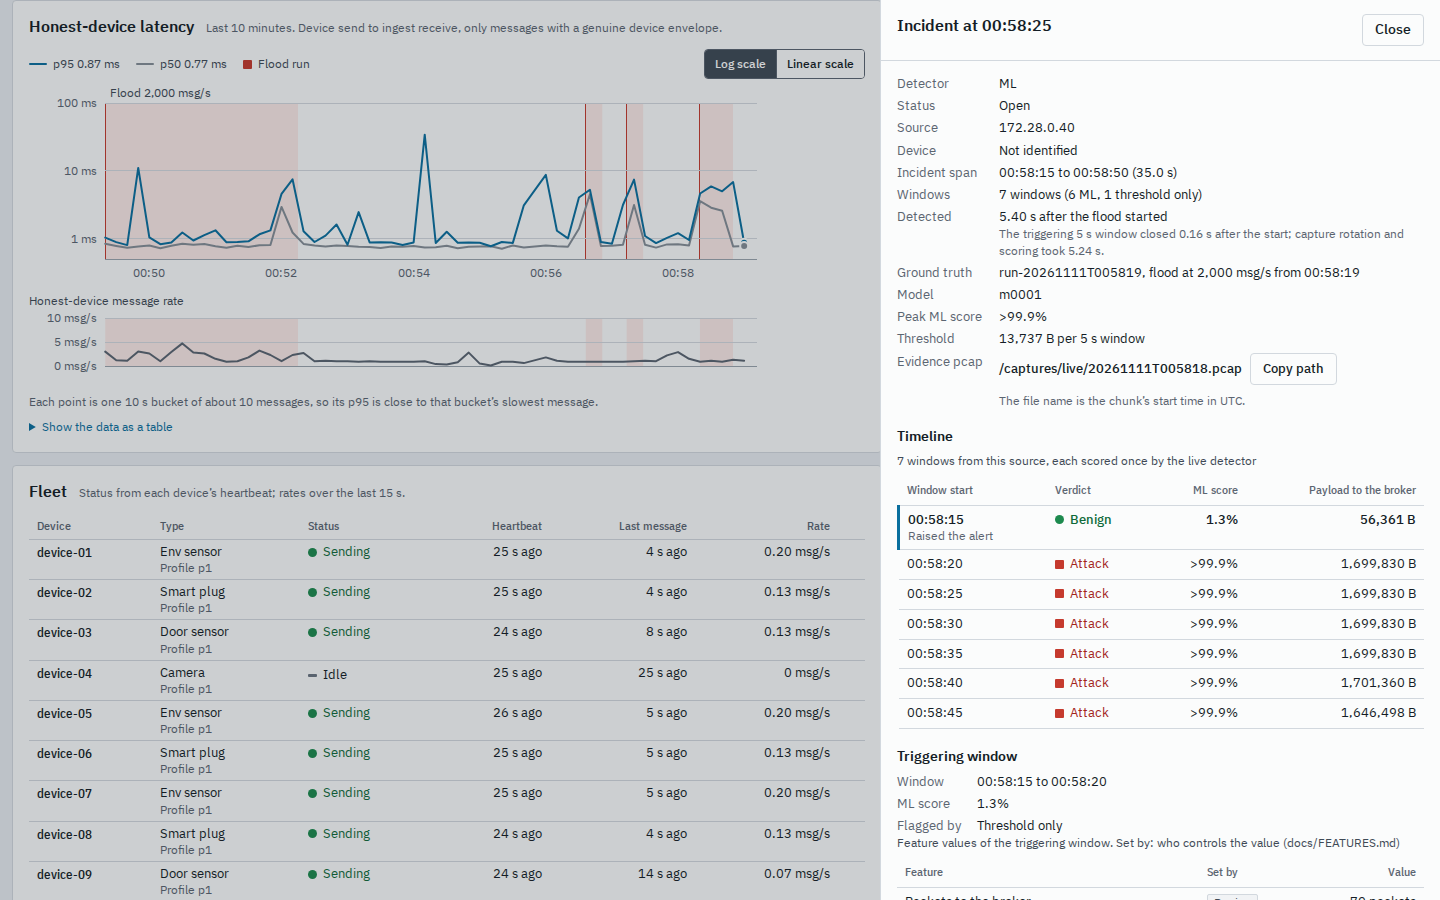 Honest-device latency Last 10 minutes. Device send to ingest receive, only messages with a genuine device envelope.
p95 0.87 ms p50 0.77 ms Flood run Log scale Linear scale
Flood 2,000 msg/s
100 ms
10 ms
1 ms
00:50 00:52 00:54 00:56 00:58
Honest-device message rate
10 msg/s
5 msg/s
0 msg/s
Each point is one 10 s bucket of about 10 messages, so its p95 is close to that bucket's slowest message.
Show the data as a table
Fleet Status from each device's heartbeat; rates over the last 15 s.
Device Type Status Heartbeat Last message Rate
device-01 Env sensor Sending 25 s ago 4 s ago 0.20 msg/s
Profile p1
device-02 Smart plug Sending 25 s ago 4 s ago 0.13 msg/s
Profile p1
device-03 Door sensor Sending 24 s ago 8 s ago 0.13 msg/s
Profile p1
device-04 Camera Idle 25 s ago 25 s ago 0 msg/s
Profile p1
device-05 Env sensor Sending 26 s ago 5 s ago 0.20 msg/s
Profile p1
device-06 Smart plug Sending 25 s ago 5 s ago 0.13 msg/s
Profile p1
device-07 Env sensor Sending 25 s ago 5 s ago 0.20 msg/s
Profile p1
device-08 Smart plug Sending 24 s ago 4 s ago 0.13 msg/s
Profile p1
device-09 Door sensor Sending 24 s ago 14 s ago 0.07 msg/s
Profile p1
Incident at 00:58:25 Close
Detector ML
Status Open
Source 172.28.0.40
Device Not identified
Incident span 00:58:15 to 00:58:50 (35.0 s)
Windows 7 windows (6 ML, 1 threshold only)
Detected 5.40 s after the flood started
The triggering 5 s window closed 0.16 s after the start; capture rotation and
scoring took 5.24 s.
Ground truth run-20261111T005819, flood at 2,000 msg/s from 00:58:19
Model m0001
Peak ML score >99.9%
Threshold 13,737 B per 5 s window
Evidence pcap /captures/live/20261111T005818.pcap Copy path
The file name is the chunk's start time in UTC.
Timeline
7 windows from this source, each scored once by the live detector
Window start Verdict ML score Payload to the broker
00:58:15 Benign 1.3% 56,361 B
Raised the alert
00:58:20 Attack >99.9% 1,699,830 B
00:58:25 Attack >99.9% 1,699,830 B
00:58:30 Attack >99.9% 1,699,830 B
00:58:35 Attack >99.9% 1,699,830 B
00:58:40 Attack >99.9% 1,701,360 B
00:58:45 Attack >99.9% 1,646,498 B
Triggering window
Window 00:58:15 to 00:58:20
ML score 1.3%
Flagged by Threshold only
Feature values of the triggering window. Set by: who controls the value (docs/FEATURES.md)
Feature Set by Value